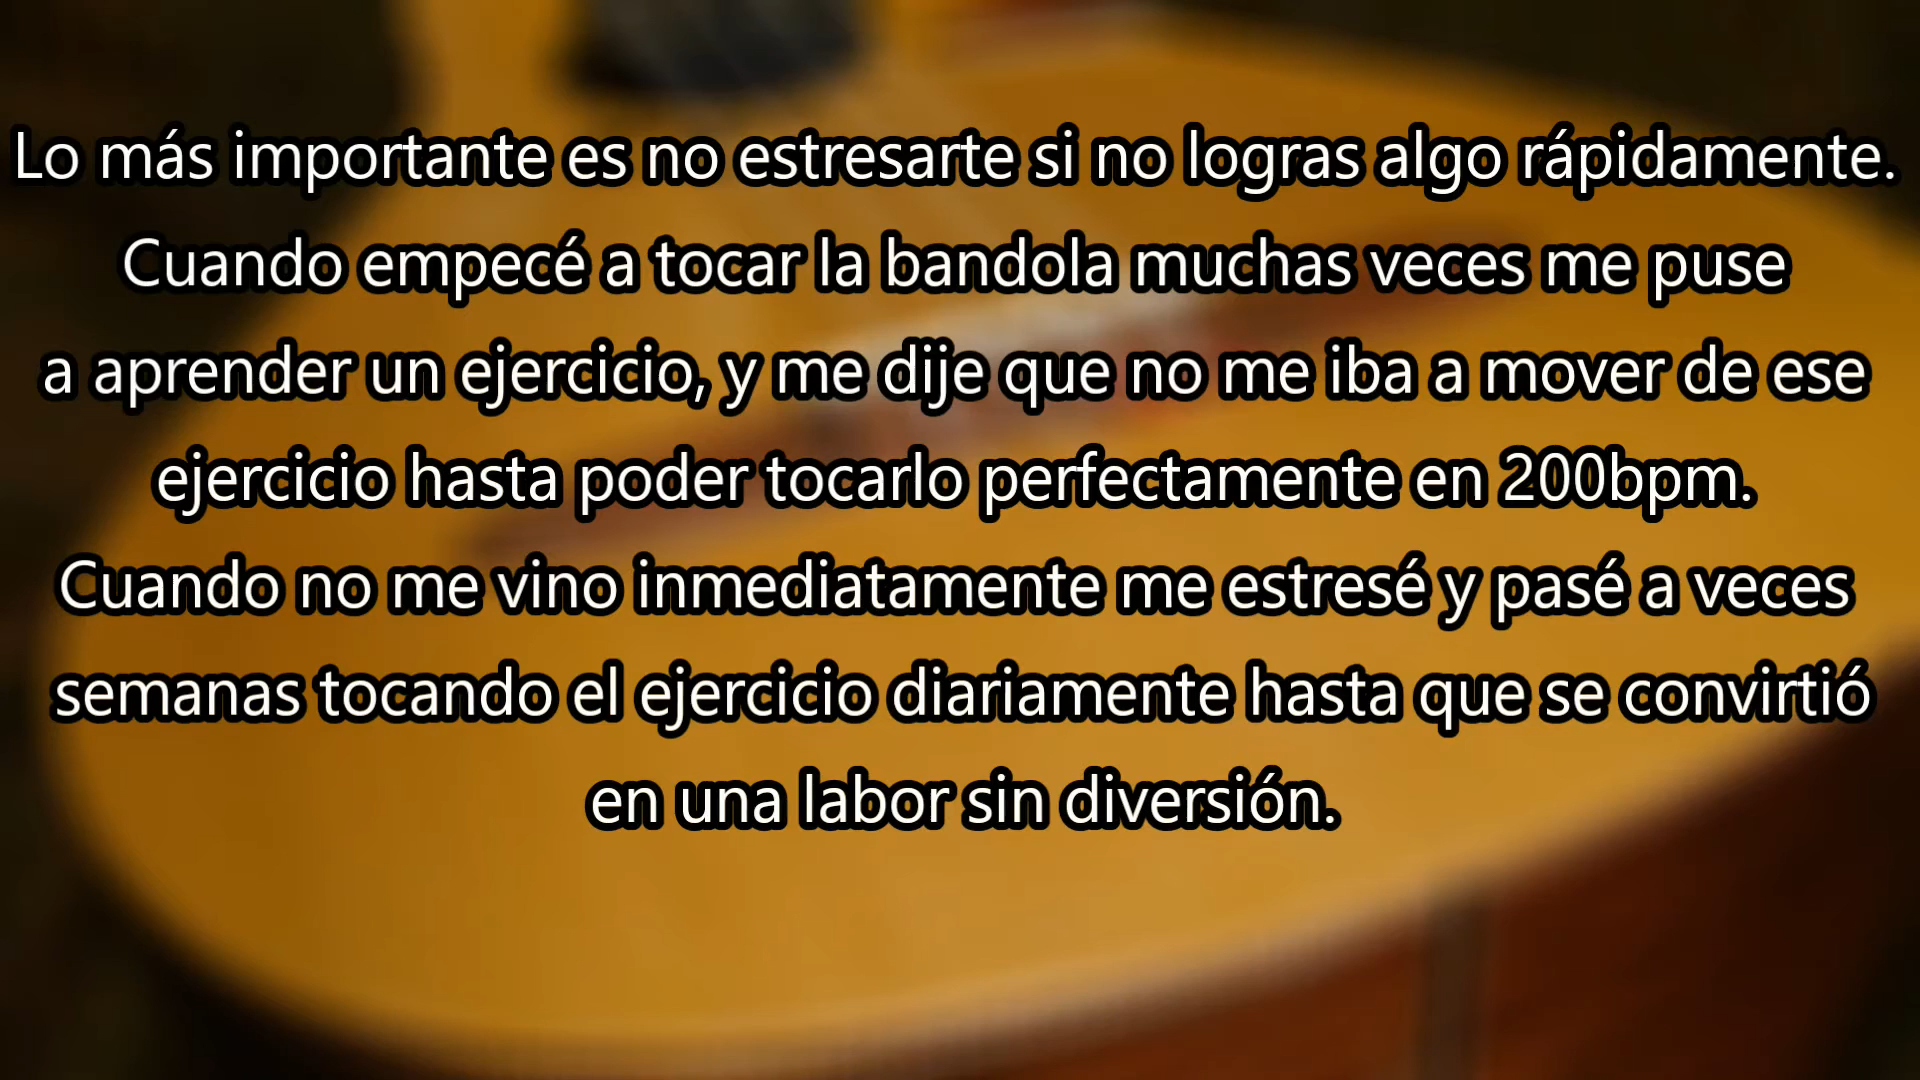 Lo más importante es no estresarte si no logras algo rápidamente.
Cuando empecé a tocar la bandola muchas veces me puse
a aprender un ejercicio, y me dije que no me iba a mover de ese
ejercicio hasta poder tocarlo perfectamente en 200bpm.
Cuando no me vino inmediatamente me estresé y pasé a veces
semanas tocando el ejercicio diariamente hasta que se convirtió
en una labor sin diversión.